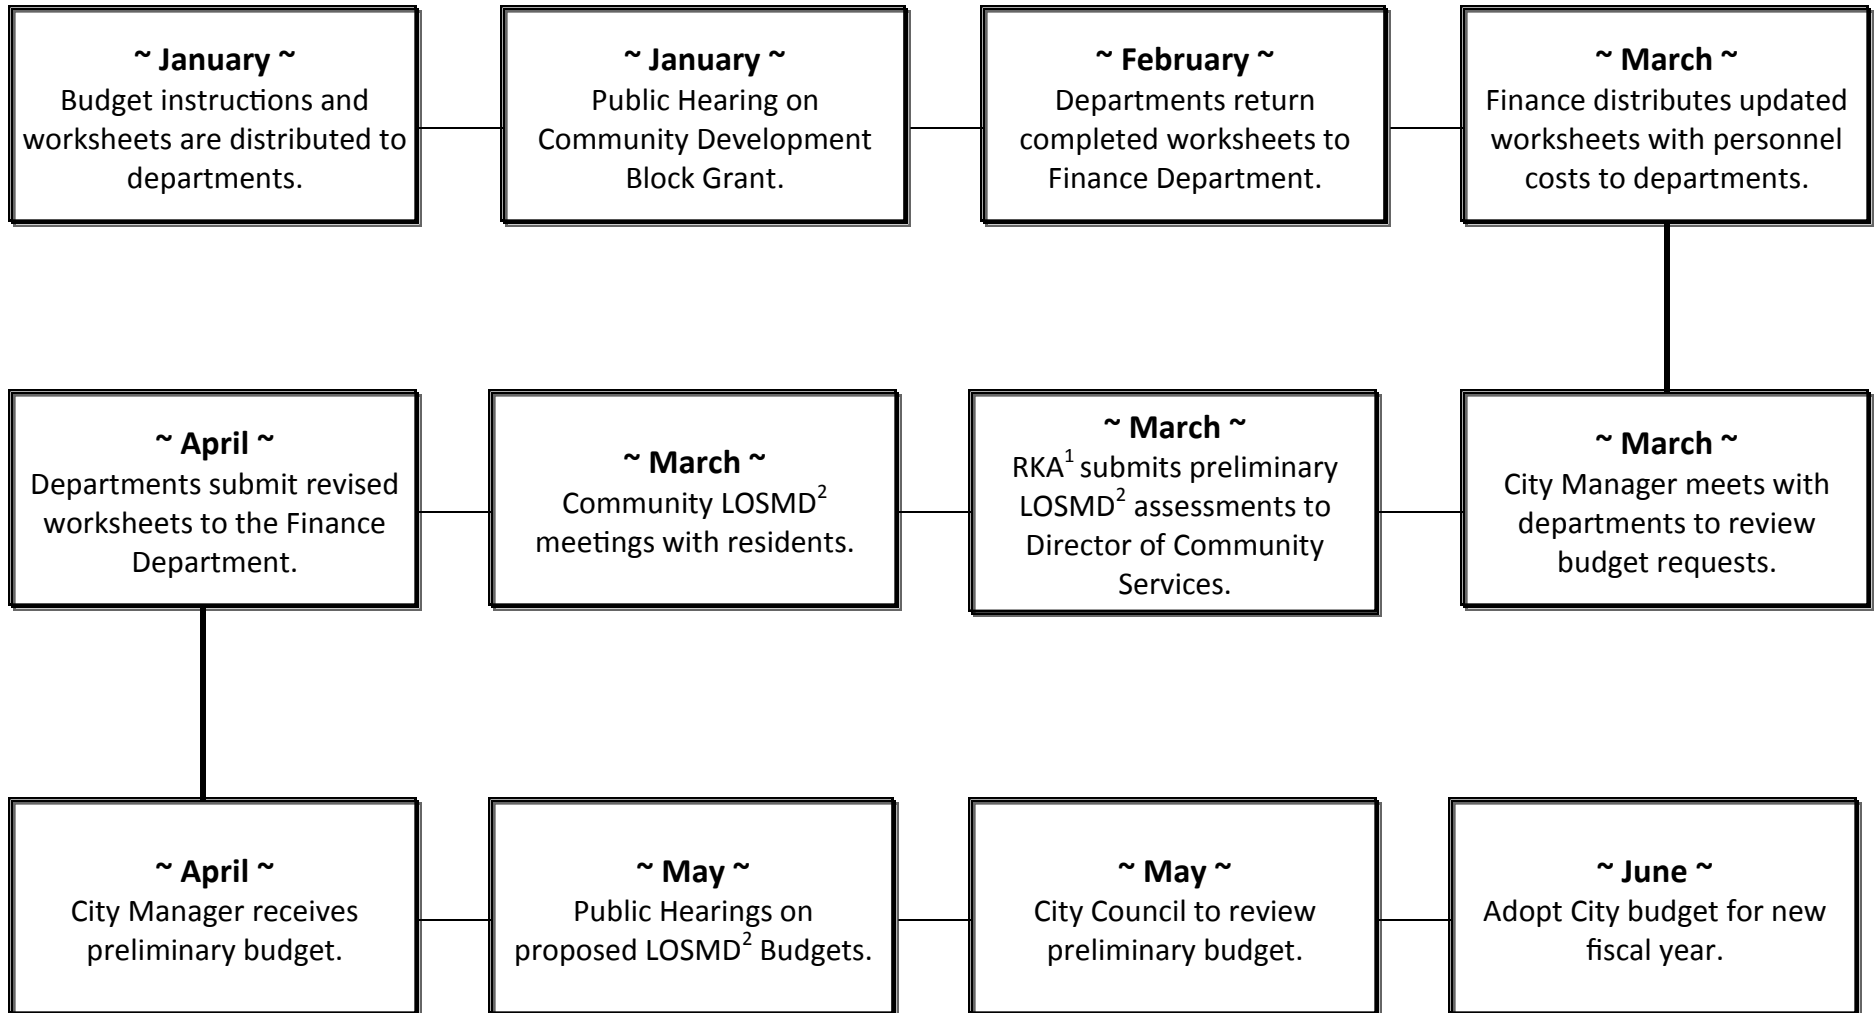 ~ January ~
Budget instructions and
worksheets are distributed to
departments.
~ January ~
Public Hearing on
Community Development
Block Grant.
~ February ~
Departments return
completed worksheets to
Finance Department.
~ March ~
Finance distributes updated
worksheets with personnel
costs to departments.
~ March ~
City Manager meets with
departments to review
budget requests.
~ March ~
RKA¹ submits preliminary
LOSMD² assessments to
Director of Community
Services.
~ March ~
Community LOSMD²
meetings with residents.
~ April ~
Departments submit revised
worksheets to the Finance
Department.
~ April ~
City Manager receives
preliminary budget.
~ May ~
Public Hearings on
proposed LOSMD² Budgets.
~ May ~
City Council to review
preliminary budget.
~ June ~
Adopt City budget for new
fiscal year.